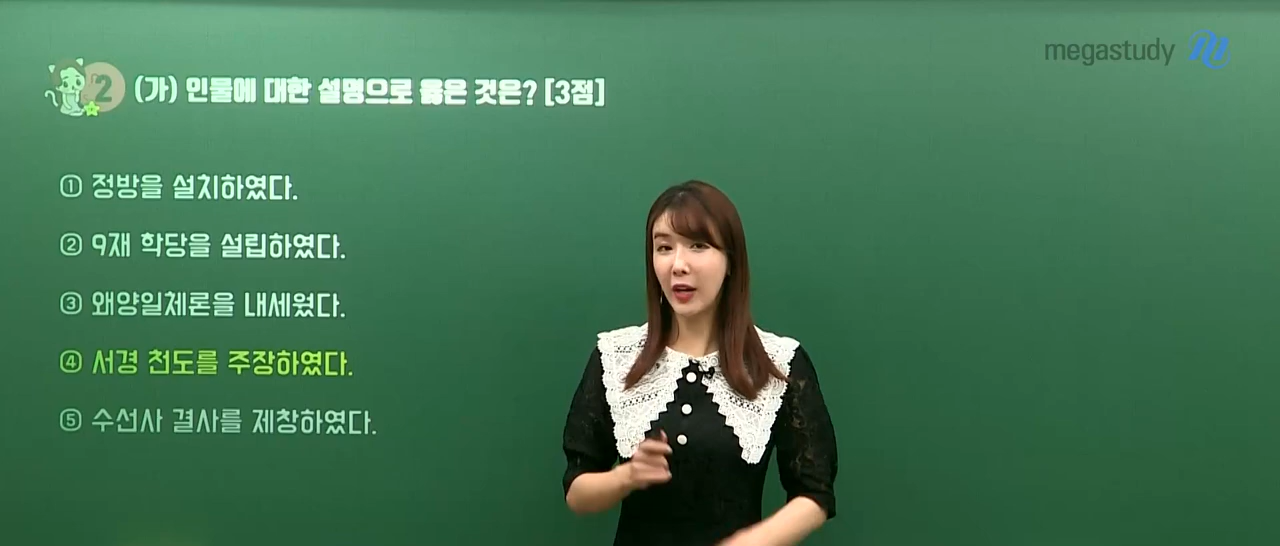 megastudy
2 (가) 인물에 대한 설명으로 옳은 것은? [3점]
① 정방을 설치하였다.
② 9재 학당을 설립하였다.
③ 왜양일체론을 내세웠다.
④ 서경 천도를 주장하였다.
⑤ 수선사 결사를 제창하였다.